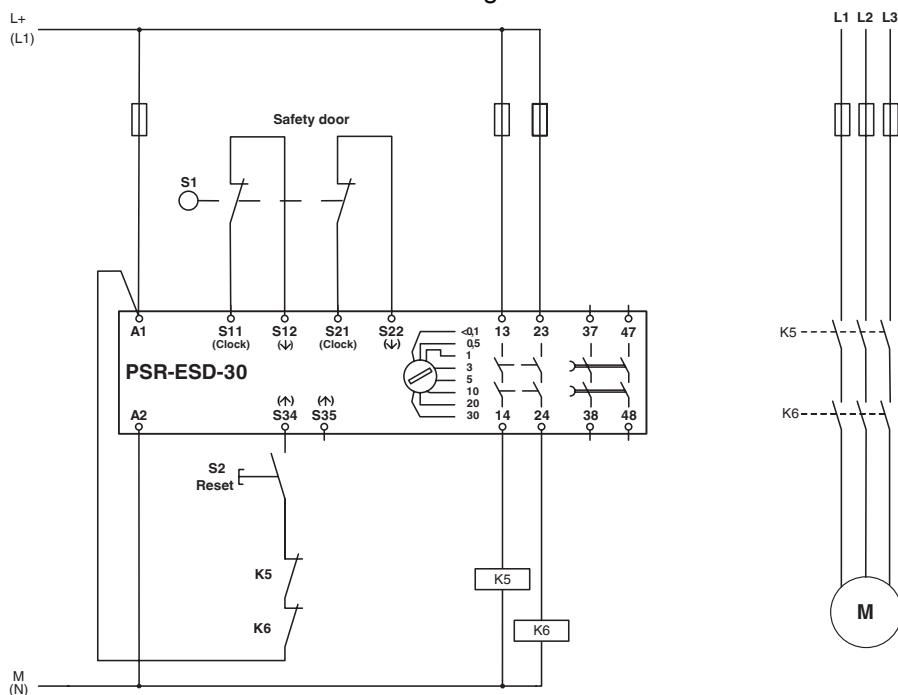 L+
(L1)
L1 L2 L3
Safety door
S1
A1 S11 S12 S21 S22 <0,1 13 23 37 47
(Clock) (↓) (Clock) (↓) 0,5
1
PSR-ESD-30 3
5
10
(↑) (↑) 20
A2 S34 S35 30 14 24 38 48
K5
K6
S2
Reset
K5 K5
K6 K6
M
M
(N)